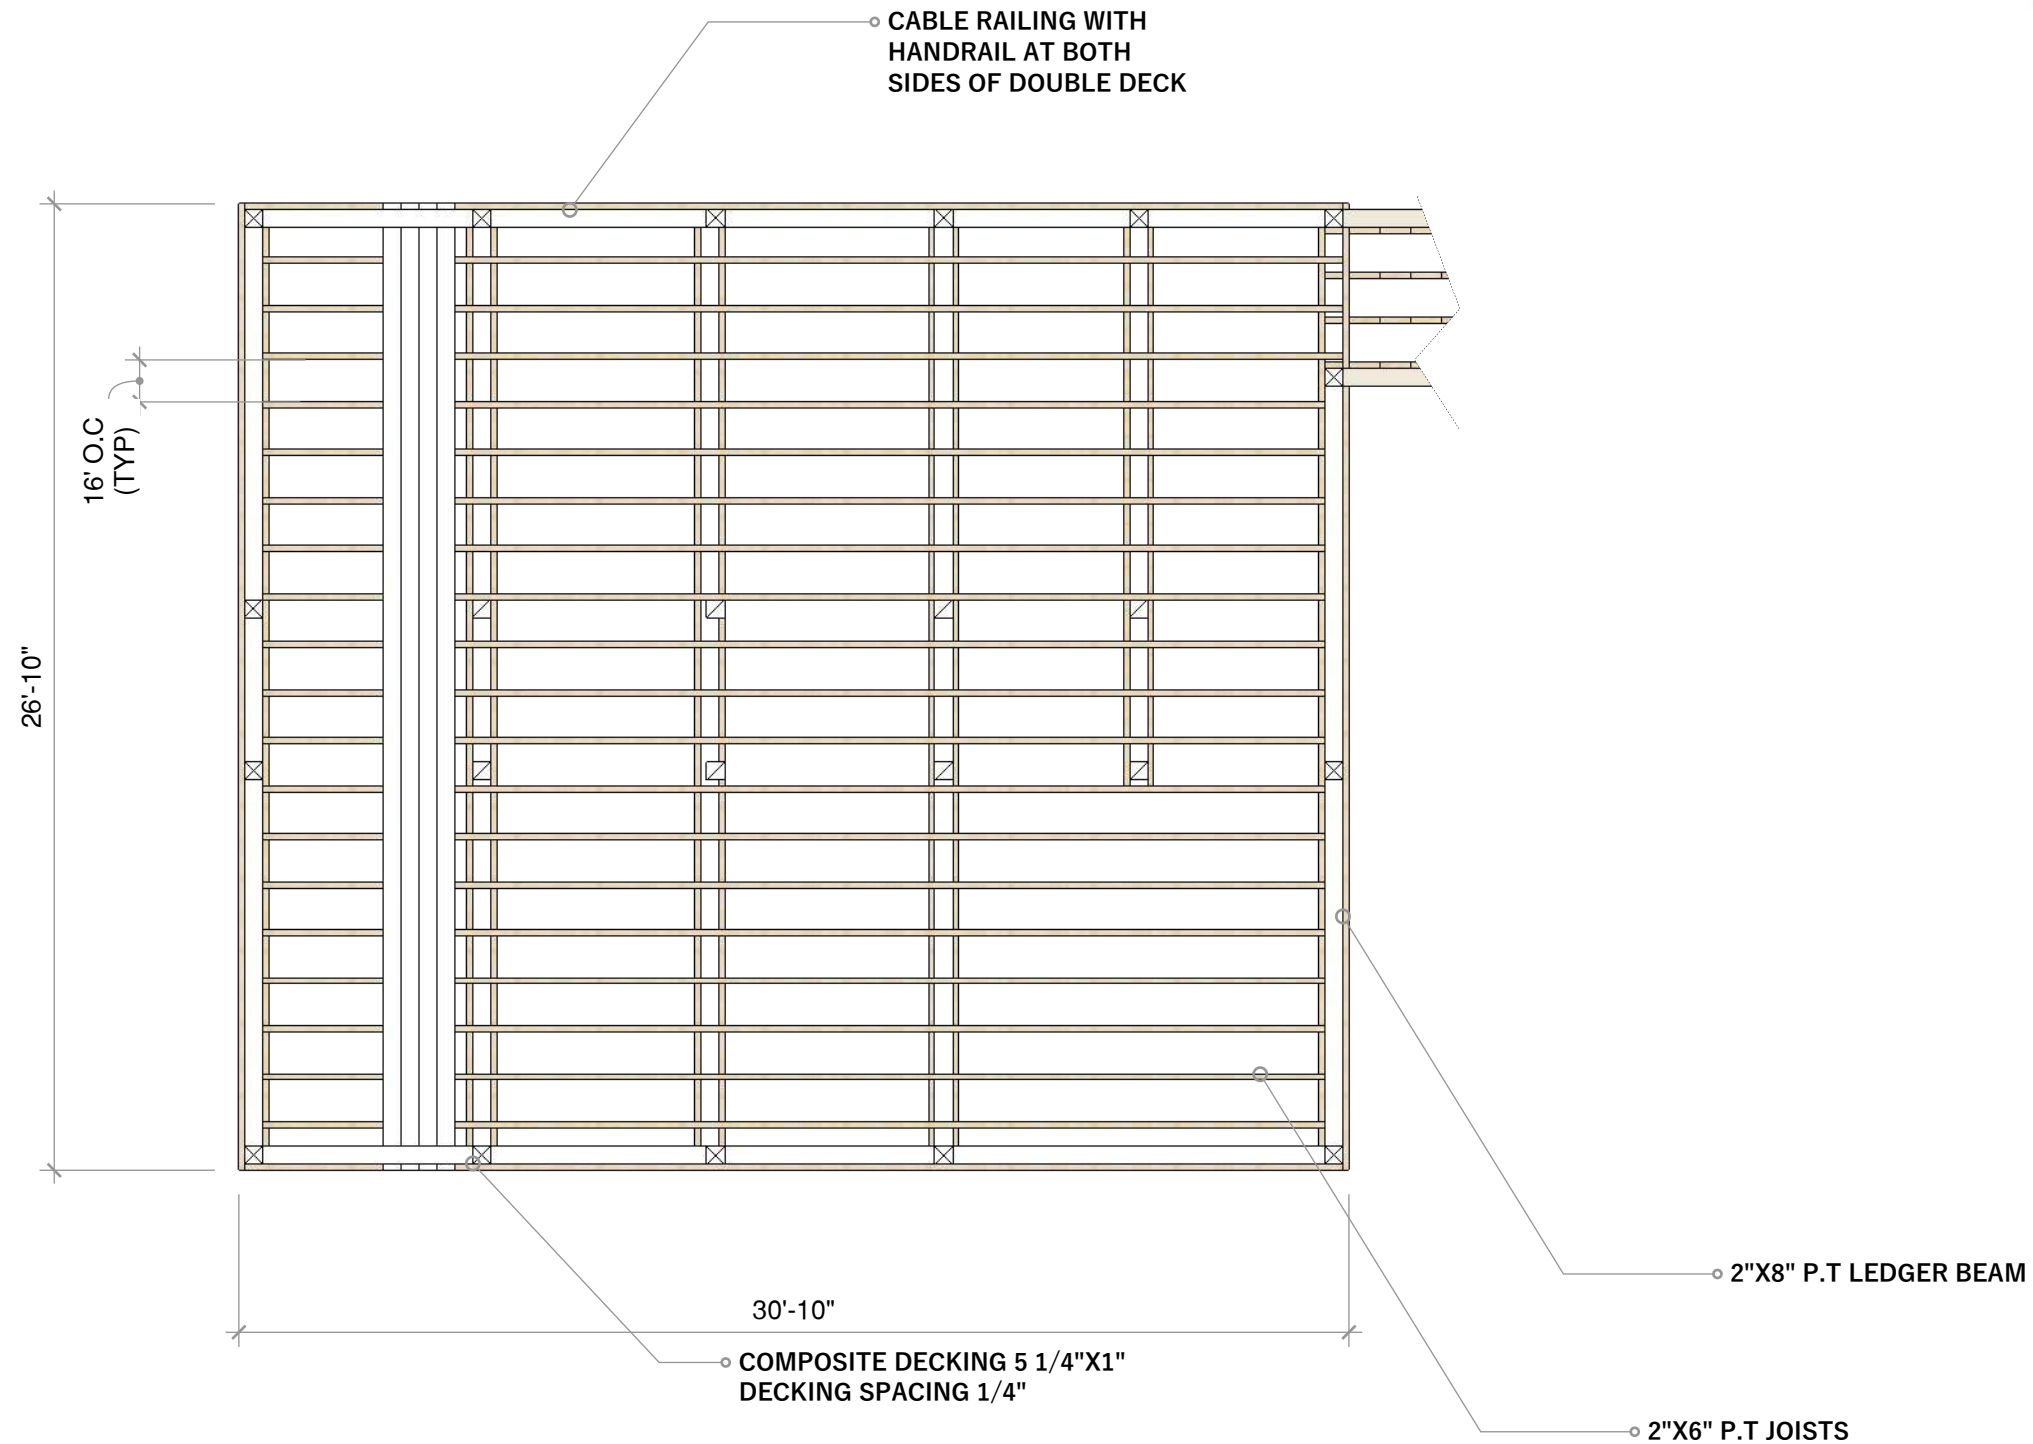 CABLE RAILING WITH
HANDRAIL AT BOTH
SIDES OF DOUBLE DECK
16' O.C
(TYP)
26'-10"
30'-10"
2"X8" P.T LEDGER BEAM
COMPOSITE DECKING 5 1/4"X1"
DECKING SPACING 1/4"
2"X6" P.T JOISTS